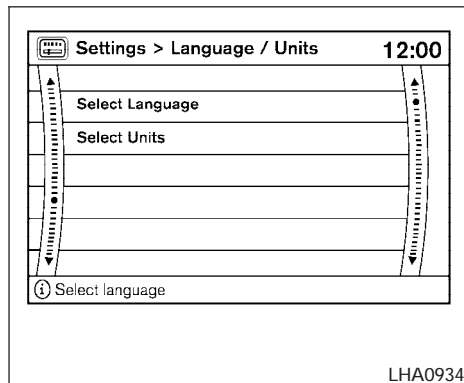 Settings > Language / Units 12:00
Select Language
Select Units
i Select language
LHA0934